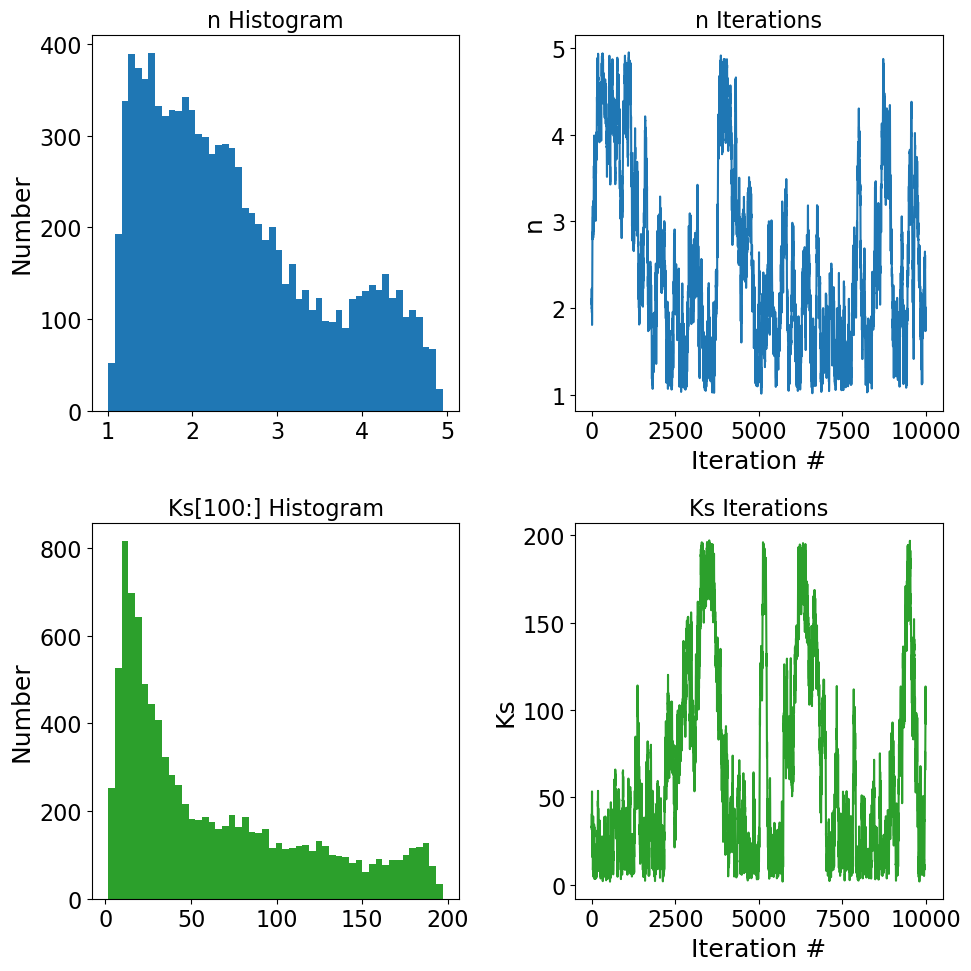 n Histogram
400
300
200
100
0
Number
1 2 3 4 5
n Iterations
5
4
3
2
1
n
0 2500 5000 7500 10000
Iteration #
Ks[100:] Histogram
800
600
400
200
0
Number
0 50 100 150 200
Ks Iterations
200
150
100
50
0
Ks
0 2500 5000 7500 10000
Iteration #